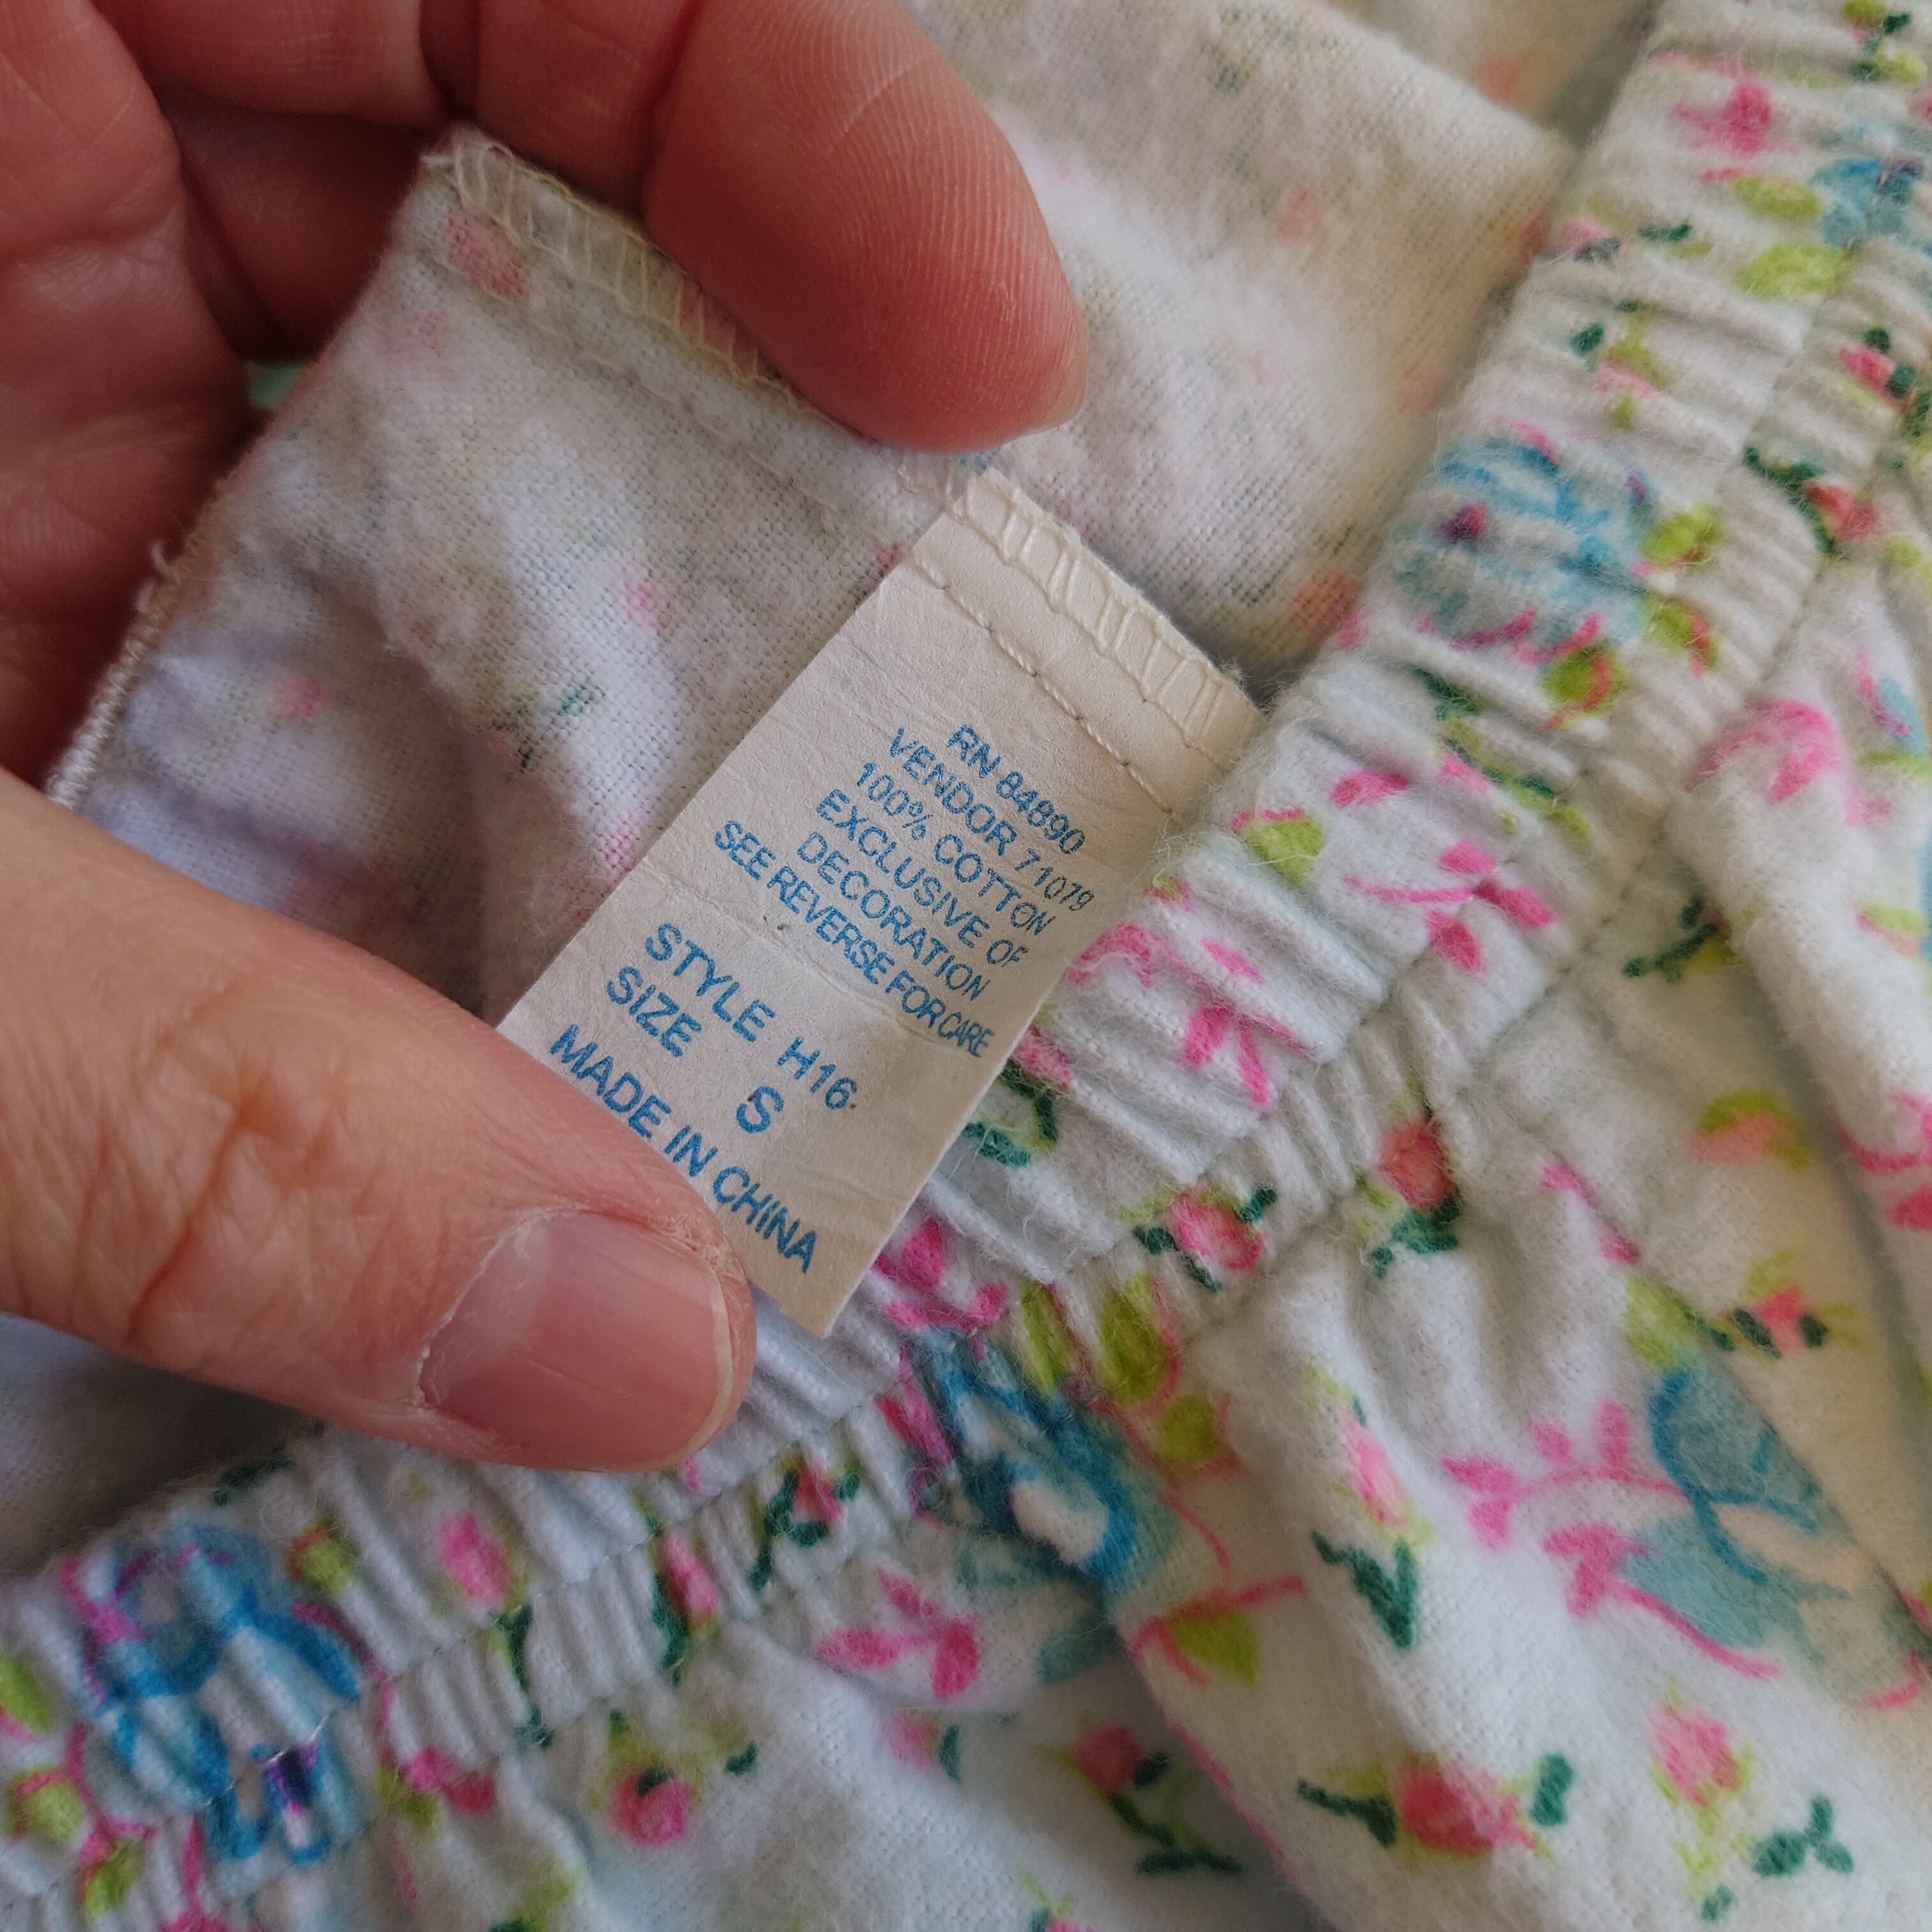 RN 84890
VENDOR 71079
100% COTTON
EXCLUSIVE OF
DECORATION
SEE REVERSE FOR CARE
STYLE H16
SIZE S
MADE IN CHINA